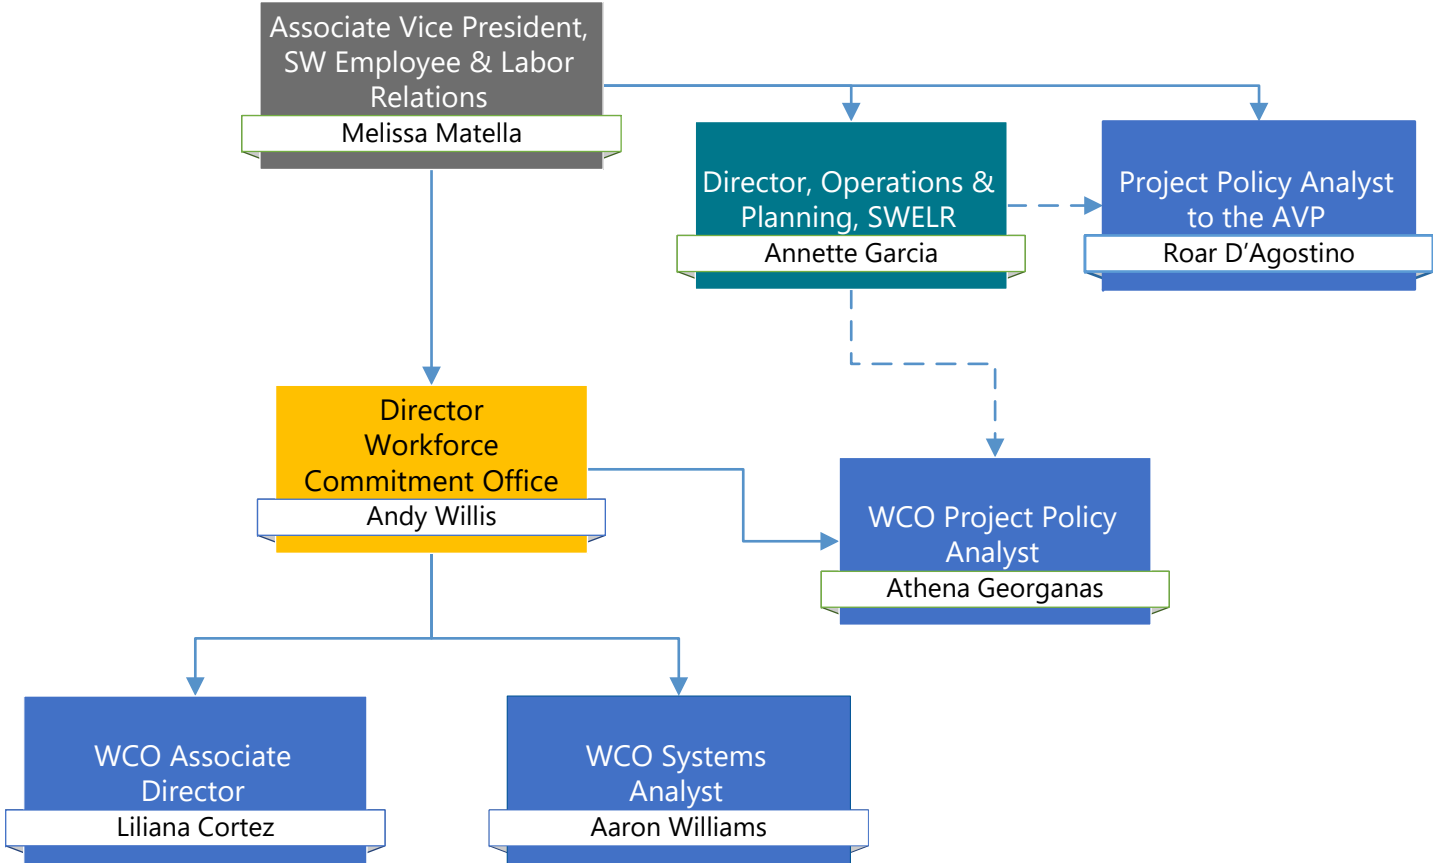 Associate Vice President,
SW Employee & Labor
Relations
Melissa Matella
Director, Operations &
Planning, SWELR
Annette Garcia
Project Policy Analyst
to the AVP
Roar D’Agostino
Director
Workforce
Commitment Office
Andy Willis
WCO Project Policy
Analyst
Athena Georganas
WCO Associate
Director
Liliana Cortez
WCO Systems
Analyst
Aaron Williams